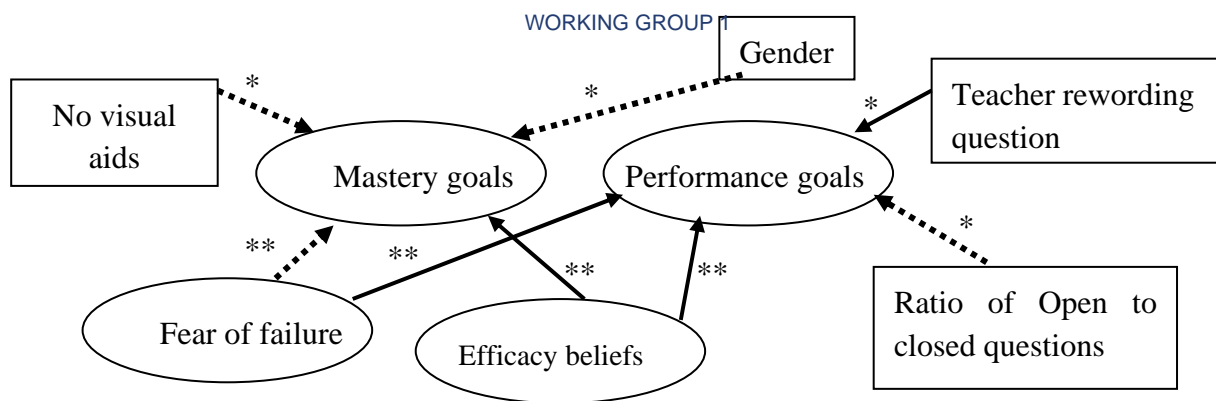 WORKING GROUP 1
Gender
*
*
*
No visual
aids
Teacher rewording
question
Mastery goals
Performance goals
**
**
**
**
*
Fear of failure
Efficacy beliefs
Ratio of Open to
closed questions